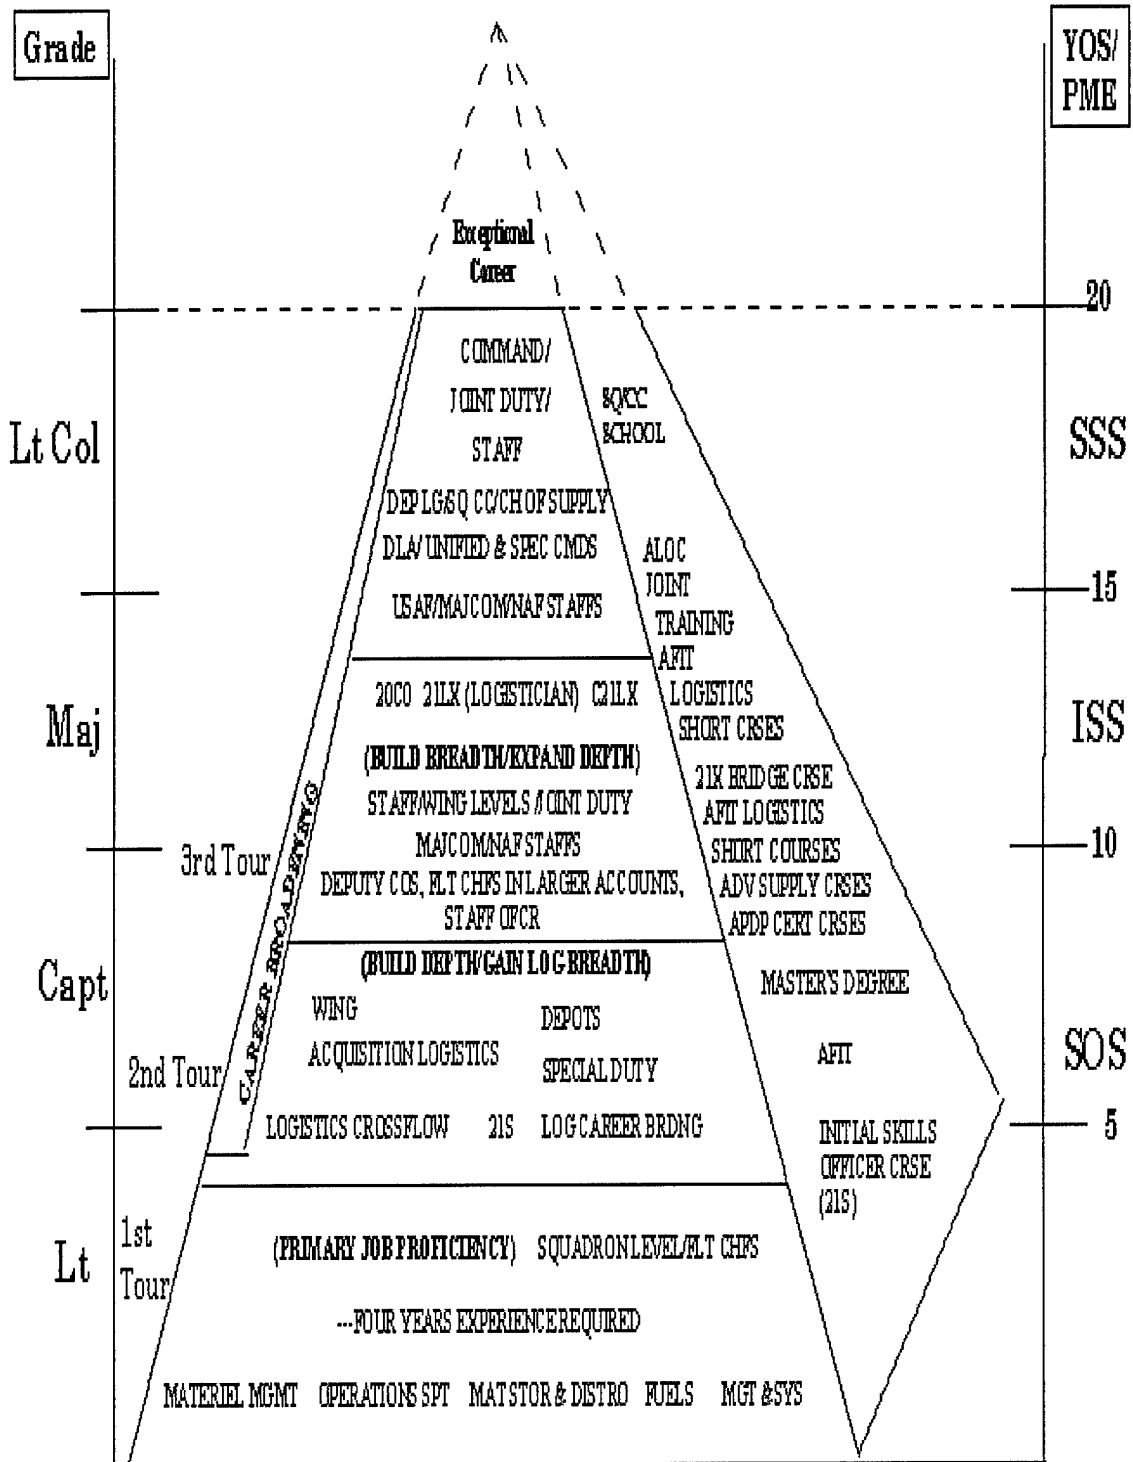 Grade
YOS/
PME
Exceptional
Career
20
COMMAND/
JOINT DUTY/
STAFF
SQ/CC
SCHOOL
Lt Col
SSS
DEP LG/SQ CC/CH OF SUPPLY
DLA/ UNIFIED & SPEC CMDS
USAF/MAJCOM/NAF STAFFS
ALOC
JOINT
TRAINING
AFIT
LOGISTICS
SHORT CRSES
15
20C0 21LX (LOGISTICIAN) C21LX
Maj
ISS
(BUILD BREADTH/EXPAND DEPTH)
STAFF/WING LEVELS /JOINT DUTY
MAJCOM/NAF STAFFS
DEPUTY COS, FLT CHFS IN LARGER ACCOUNTS,
STAFF OFCR
21X BRIDGE CRSE
AFIT LOGISTICS
SHORT COURSES
ADV SUPPLY CRSES
APDP CERT CRSES
10
3rd Tour
CAREER BROADENING
(BUILD DEPTH/GAIN LOG BREADTH)
Capt
MASTER'S DEGREE
WING
DEPOTS
ACQUISITION LOGISTICS
SPECIAL DUTY
AFIT
SOS
2nd Tour
LOGISTICS CROSSFLOW 21S LOG CAREER BRDNG
5
INITIAL SKILLS
OFFICER CRSE
(21S)
1st
Tour
Lt
(PRIMARY JOB PROFICIENCY) SQUADRON LEVEL/FLT CHFS
---FOUR YEARS EXPERIENCE REQUIRED
MATERIEL MGMT OPERATIONS SPT MAT STOR & DISTRO FUELS MGT & SYS